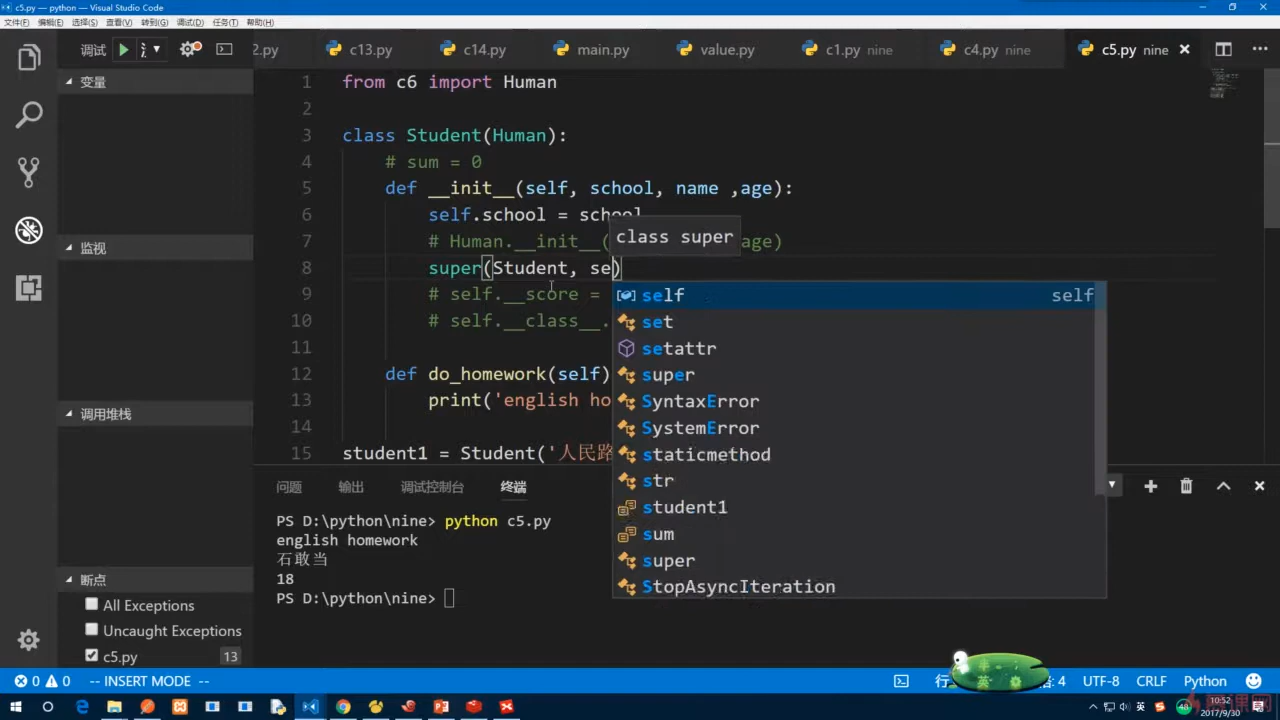 c5.py — python — Visual Studio Code
文件(F) 编辑(E) 选择(S) 查看(V) 转到(G) 调试(D) 任务(T) 帮助(H)
调试
2.py c13.py c14.py main.py value.py c1.py nine c4.py nine c5.py nine
变量
监视
调用堆栈
断点
All Exceptions
Uncaught Exceptions
c5.py 13
1 from c6 import Human
2
3 class Student(Human):
4 # sum = 0
5 def __init__(self, school, name ,age):
6 self.school = school
7 # Human.__init__( age)
class super
8 super(Student, se)
9 # self.__score =
10 # self.__class__.
11
12 def do_homework(self)
13 print('english ho
14
15 student1 = Student('人民路
self self
set
setattr
super
SyntaxError
SystemError
staticmethod
str
student1
sum
super
StopAsyncIteration
问题 输出 调试控制台 终端
PS D:\python\nine> python c5.py
english homework
石敢当
18
PS D:\python\nine>
0 0 -- INSERT MODE -- 行 4 UTF-8 CRLF Python
英 48 10:52
2017/9/30